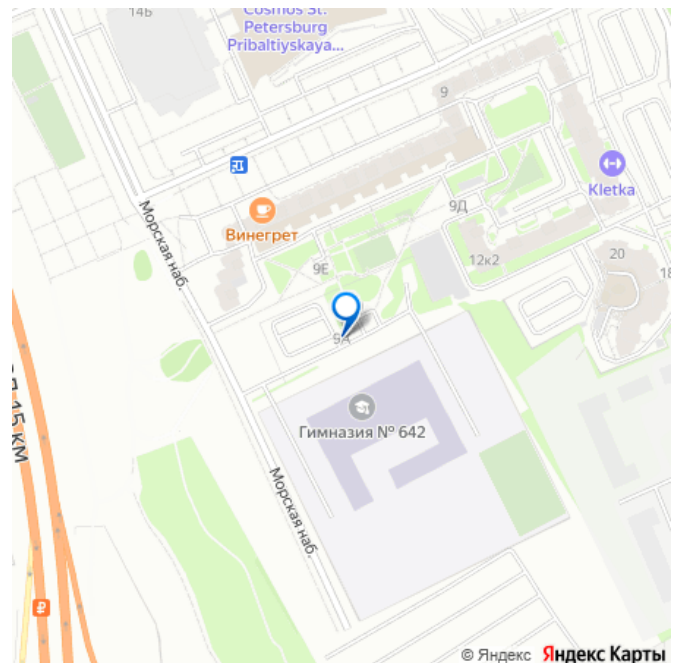 14Б
Cosmos St.
Petersburg
Pribaltiyskaya...
9
Kletka
Винегрет
Морская наб.
9Д
9Е
12к2
20
18
9А
15 км
Гимназия № 642
Морская наб.
© Яндекс Яндекс Карты